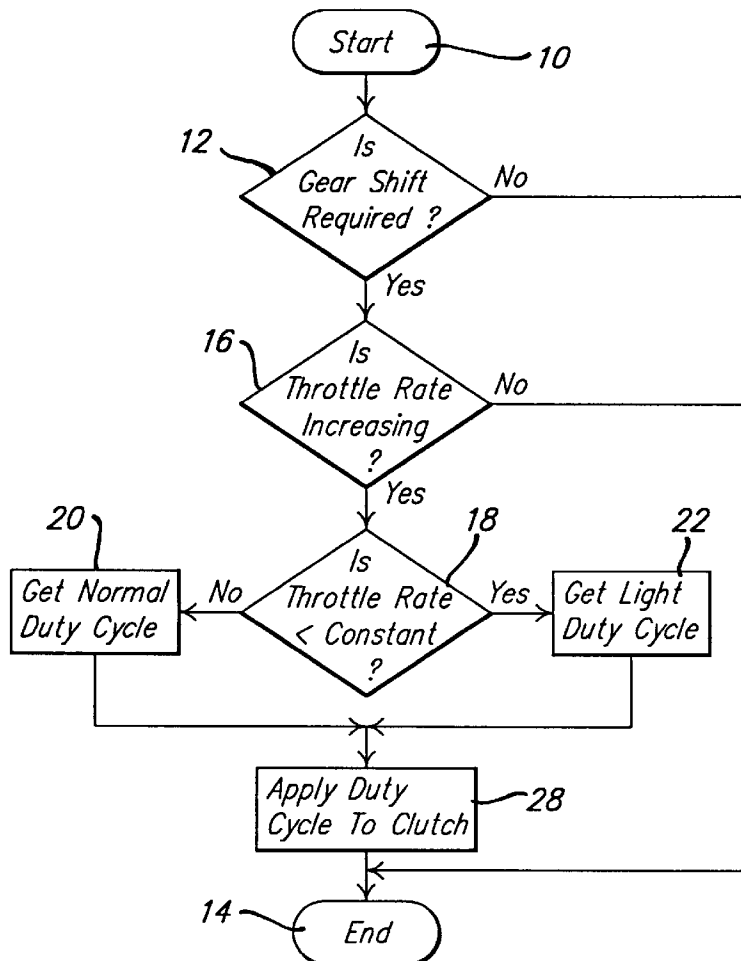 Start
10
12
Is
Gear Shift
Required ?
No
Yes
16
Is
Throttle Rate
Increasing
?
No
Yes
20
18
22
Get Normal
Duty Cycle
No
Is
Throttle Rate
< Constant
?
Yes
Get Light
Duty Cycle
Apply Duty
Cycle To Clutch
28
14
End